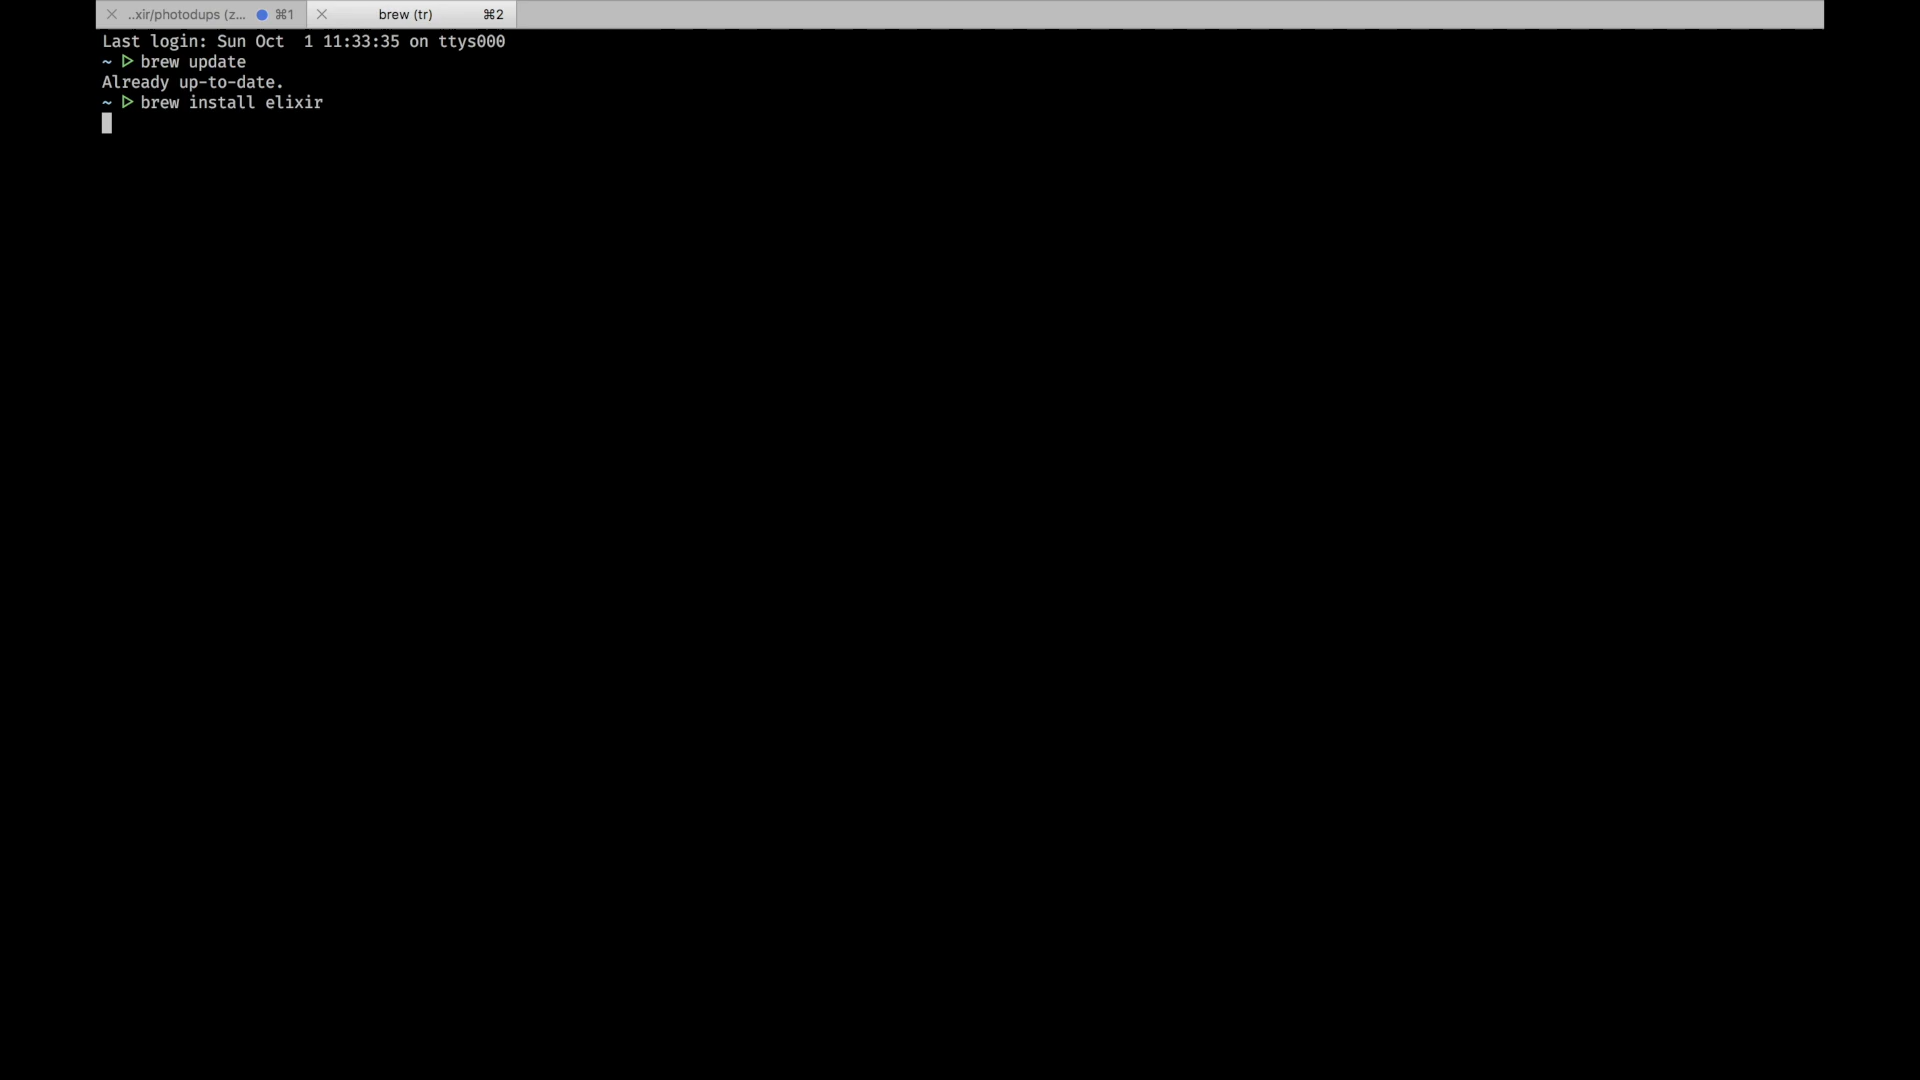 ..xir/photodups (z... ⌘1 brew (tr) ⌘2
Last login: Sun Oct  1 11:33:35 on ttys000
~ ▷ brew update
Already up-to-date.
~ ▷ brew install elixir